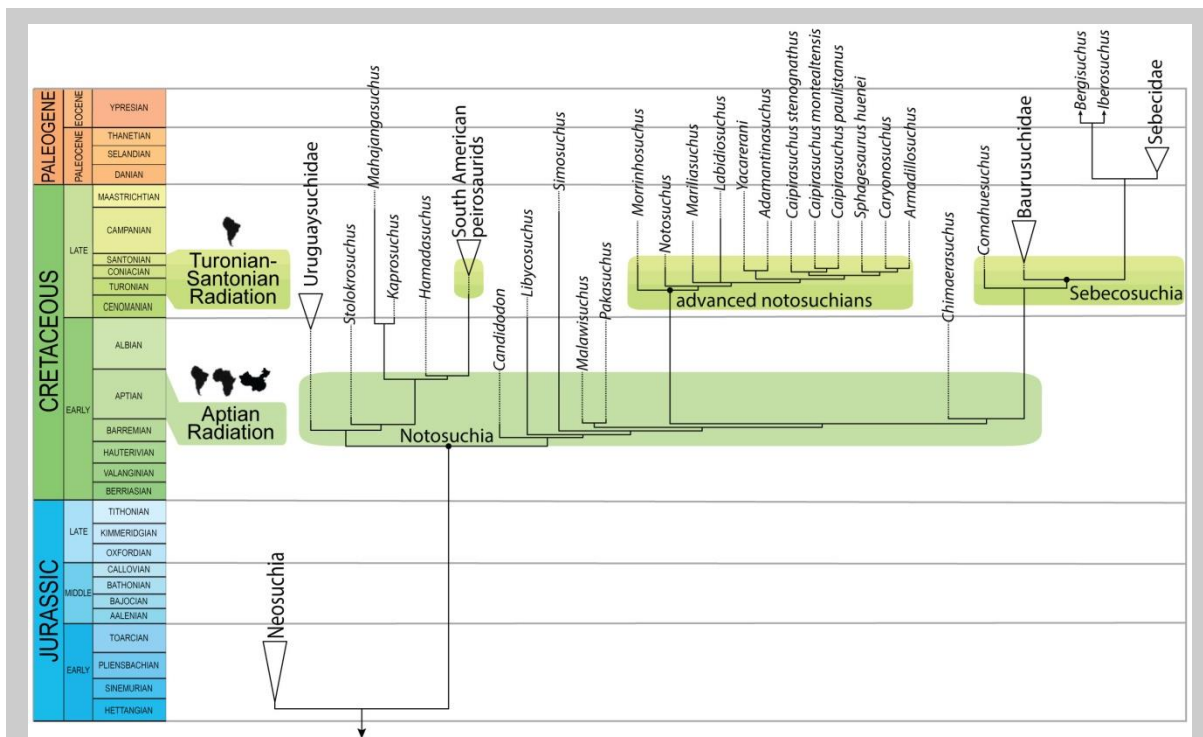 PALEOGENE
EOCENE
PALEOCENE
YPRESIAN
THANETIAN
SELANDIAN
DANIAN
CRETACEOUS
LATE
MAASTRICHTIAN
CAMPANIAN
SANTONIAN
CONIACIAN
TURONIAN
CENOMANIAN
EARLY
ALBIAN
APTIAN
BARREMIAN
HAUTERIVIAN
VALANGINIAN
BERRIASIAN
JURASSIC
LATE
TITHONIAN
KIMMERIDGIAN
OXFORDIAN
MIDDLE
CALLOVIAN
BATHONIAN
BAJOCIAN
AALENIAN
EARLY
TOARCIAN
PLIENSBACHIAN
SINEMURIAN
HETTANGIAN
Turonian-
Santonian
Radiation
Aptian
Radiation
Neosuchia
Uruguaysuchidae
Stolokrosuchus
Mahajangasuchus
Kaprosuchus
Hamadasuchus
South American
peirosaurids
Candidodon
Libycosuchus
Simosuchus
Malawisuchus
Pakasuchus
Morrinhosuchus
Notosuchus
Mariliasuchus
Labidiosuchus
Yacarerani
Adamantinasuchus
Caipirasuchus stenognathus
Caipirasuchus montealtensis
Caipirasuchus paulistanus
Sphagesaurus huenei
Caryonosuchus
Armadillosuchus
Chimaerasuchus
Comahuesuchus
Baurusuchidae
Bergisuchus
Iberosuchus
Sebecidae
advanced notosuchians
Sebecosuchia
Notosuchia